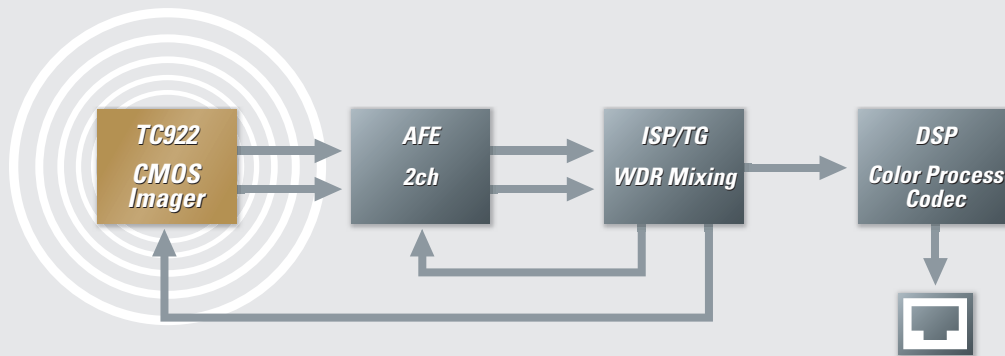 TC922
CMOS
Imager
AFE
2ch
ISP/TG
WDR Mixing
DSP
Color Process
Codec